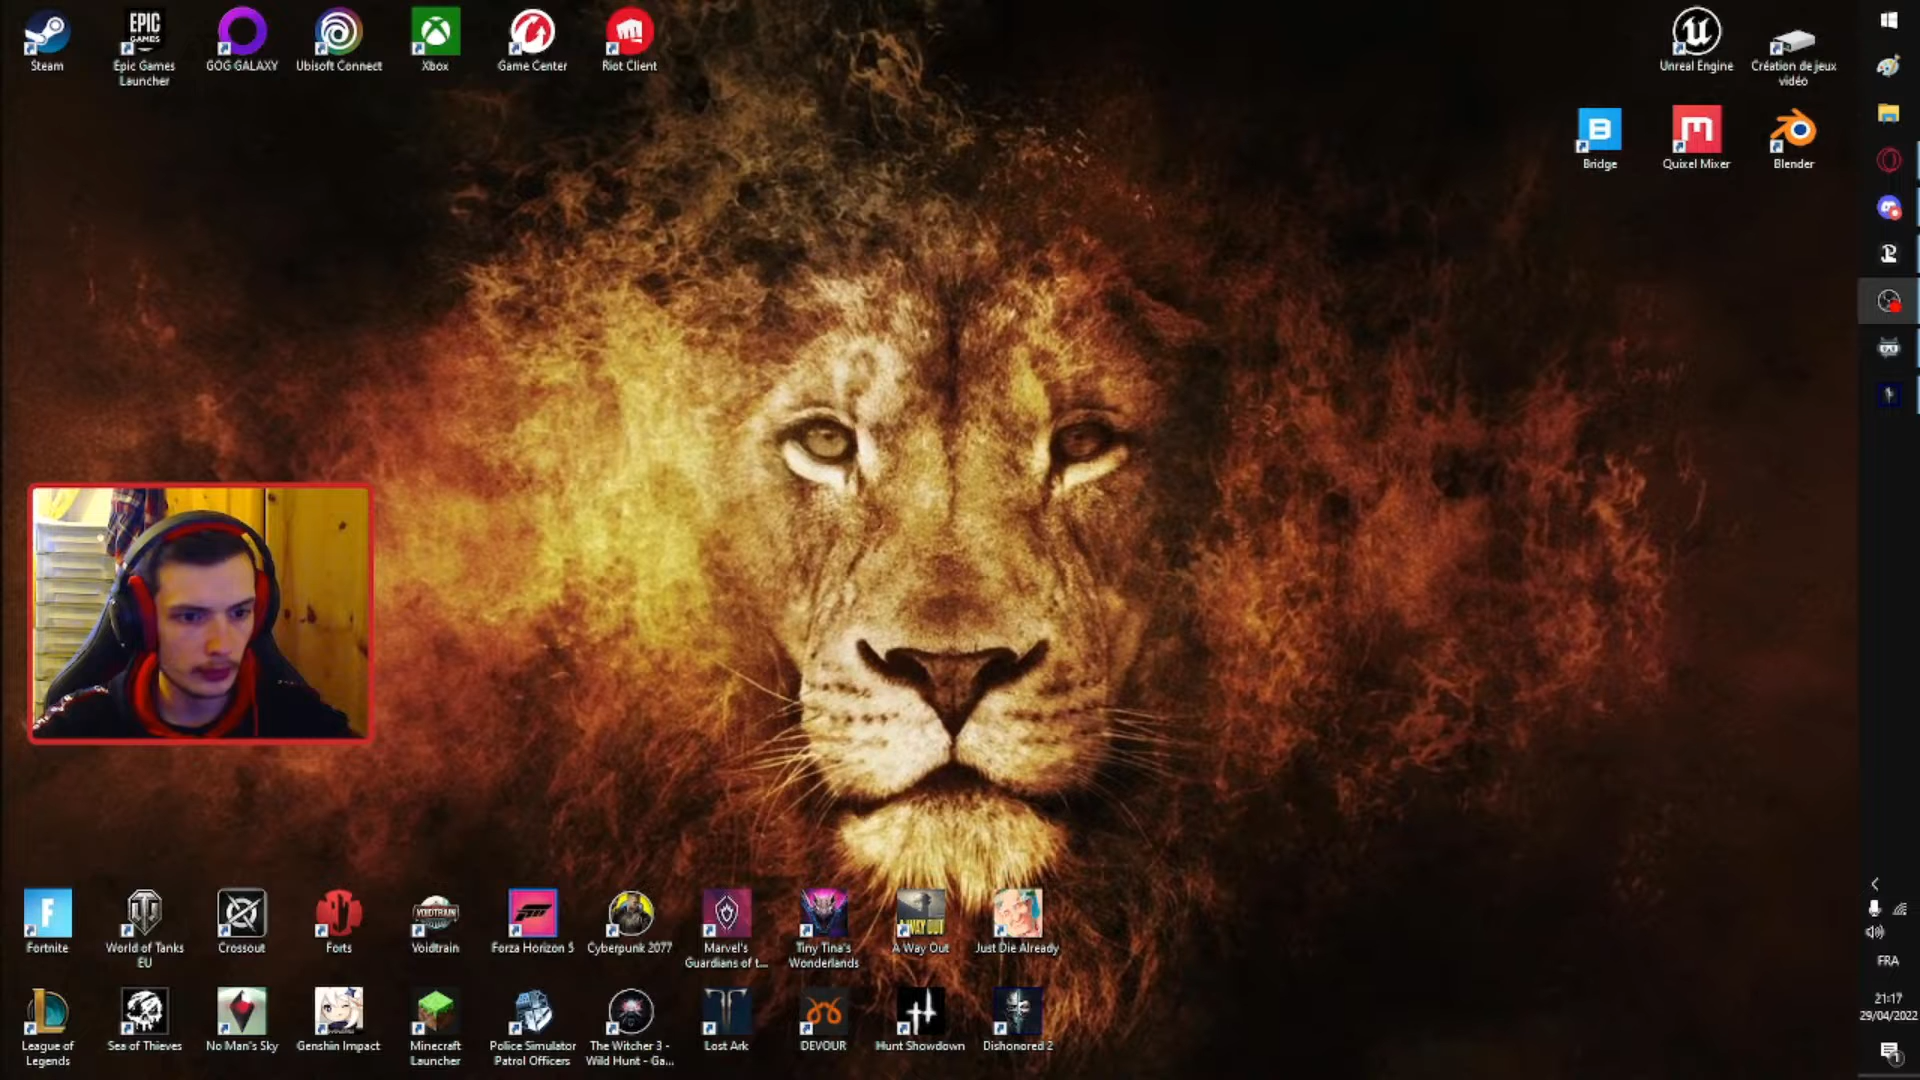 Steam
EPIC GAMES
Epic Games Launcher
GOG GALAXY
Ubisoft Connect
Xbox
Game Center
Riot Client
Unreal Engine
Création de jeux vidéo
B
Bridge
Quixel Mixer
Blender
F
Fortnite
World of Tanks EU
Crossout
Forts
VOIDTRAIN
Voidtrain
Forza Horizon 5
Cyberpunk 2077
Marvel's Guardians of t...
Tiny Tina's Wonderlands
A WAY OUT
A Way Out
Just Die Already
League of Legends
Sea of Thieves
No Man's Sky
Genshin Impact
Minecraft Launcher
Police Simulator Patrol Officers
The Witcher 3 - Wild Hunt - Ga...
Lost Ark
DEVOUR
Hunt Showdown
Dishonored 2
FRA
21:17
29/04/2022
1